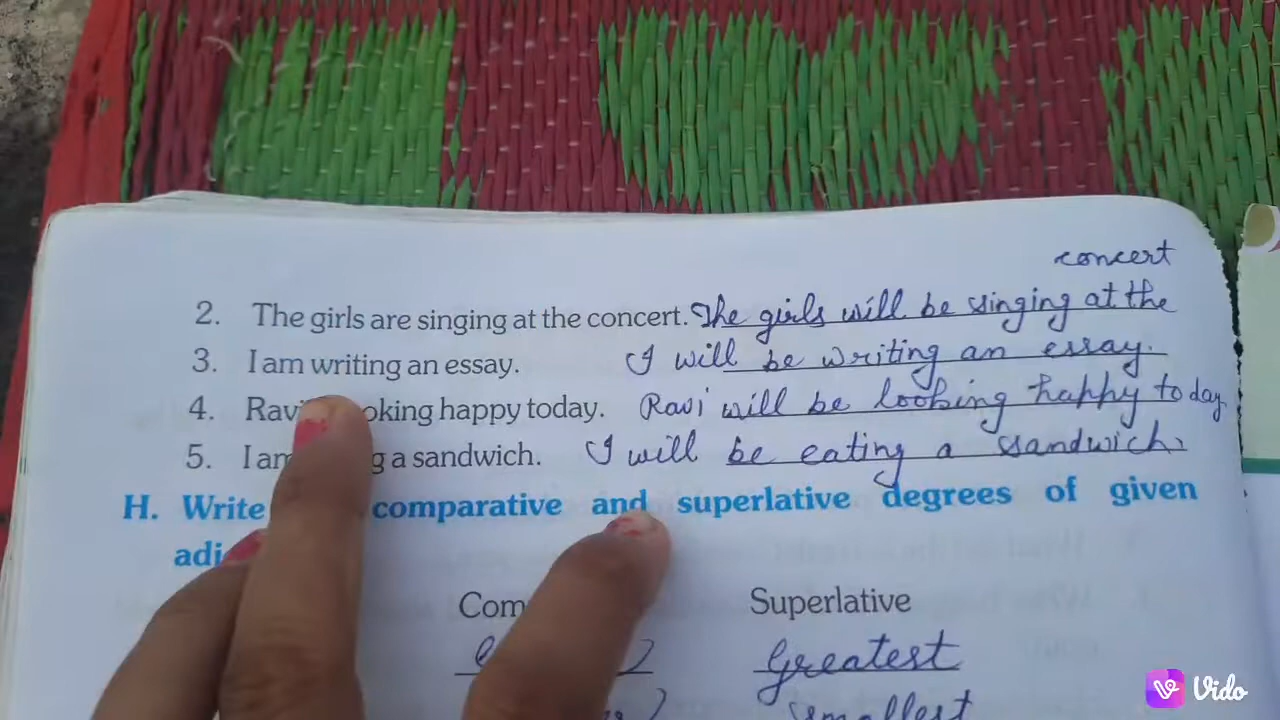 concert
2. The girls are singing at the concert. The girls will be singing at the
3. I am writing an essay. I will be writing an essay.
4. Ravi looking happy today. Ravi will be looking happy today
5. I am a sandwich. I will be eating a sandwich.
H. Write comparative and superlative degrees of given
adj
Com Superlative
Greatest
smallest
Vido